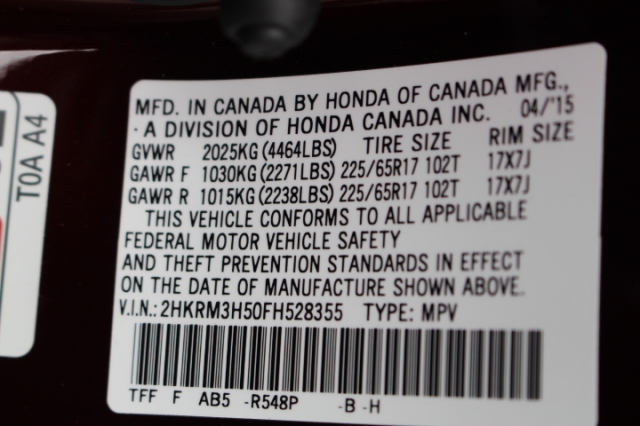 MFD. IN CANADA BY HONDA OF CANADA MFG.,
A DIVISION OF HONDA CANADA INC. 04/'15
GVWR 2025KG (4464LBS) TIRE SIZE RIM SIZE
GAWR F 1030KG (2271LBS) 225/65R17 102T 17X7J
GAWR R 1015KG (2238LBS) 225/65R17 102T 17X7J
THIS VEHICLE CONFORMS TO ALL APPLICABLE
FEDERAL MOTOR VEHICLE SAFETY
AND THEFT PREVENTION STANDARDS IN EFFECT
ON THE DATE OF MANUFACTURE SHOWN ABOVE.
V.I.N.: 2HKRM3H50FH528355 TYPE: MPV
TFF F AB5 -R548P -B -H
T0A A4